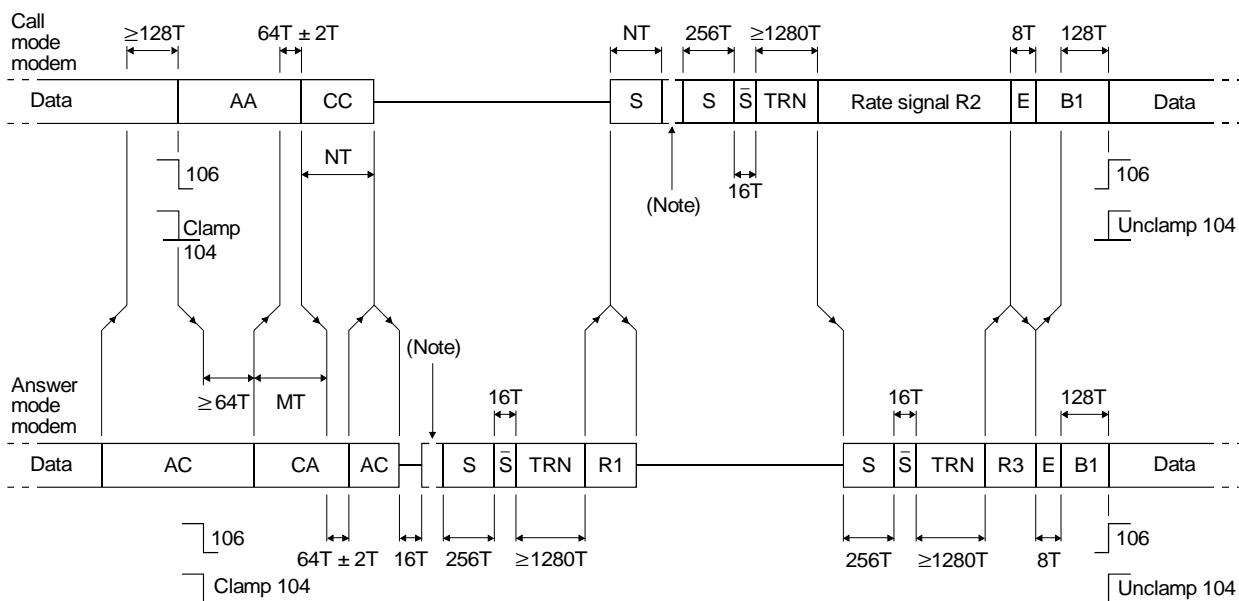 Call
mode
modem
≥128T
64T ± 2T
NT
256T
≥1280T
8T
128T
Data
AA
CC
S
S
S̄
TRN
Rate signal R2
E
B1
Data
106
NT
(Note)
16T
106
Clamp
104
Unclamp 104
(Note)
Answer
mode
modem
≥64T
MT
16T
16T
128T
Data
AC
CA
AC
S
S̄
TRN
R1
S
S̄
TRN
R3
E
B1
Data
106
64T ± 2T
16T
256T
≥1280T
256T
≥1280T
8T
106
Clamp 104
Unclamp 104